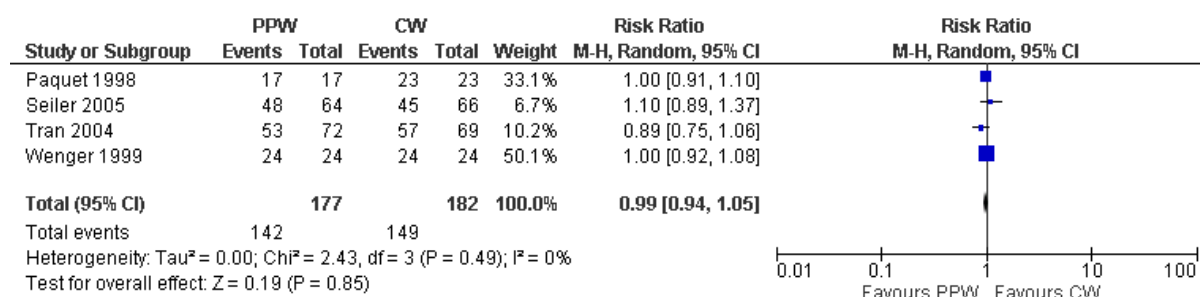 PPW CW Risk Ratio Risk Ratio
Study or Subgroup Events Total Events Total Weight M-H, Random, 95% CI M-H, Random, 95% CI
Paquet 1998 17 17 23 23 33.1% 1.00 [0.91, 1.10]
Seiler 2005 48 64 45 66 6.7% 1.10 [0.89, 1.37]
Tran 2004 53 72 57 69 10.2% 0.89 [0.75, 1.06]
Wenger 1999 24 24 24 24 50.1% 1.00 [0.92, 1.08]
Total (95% CI) 177 182 100.0% 0.99 [0.94, 1.05]
Total events 142 149
Heterogeneity: Tau² = 0.00; Chi² = 2.43, df = 3 (P = 0.49); I² = 0%
Test for overall effect: Z = 0.19 (P = 0.85)
0.01 0.1 1 10 100
Favours PPW Favours CW